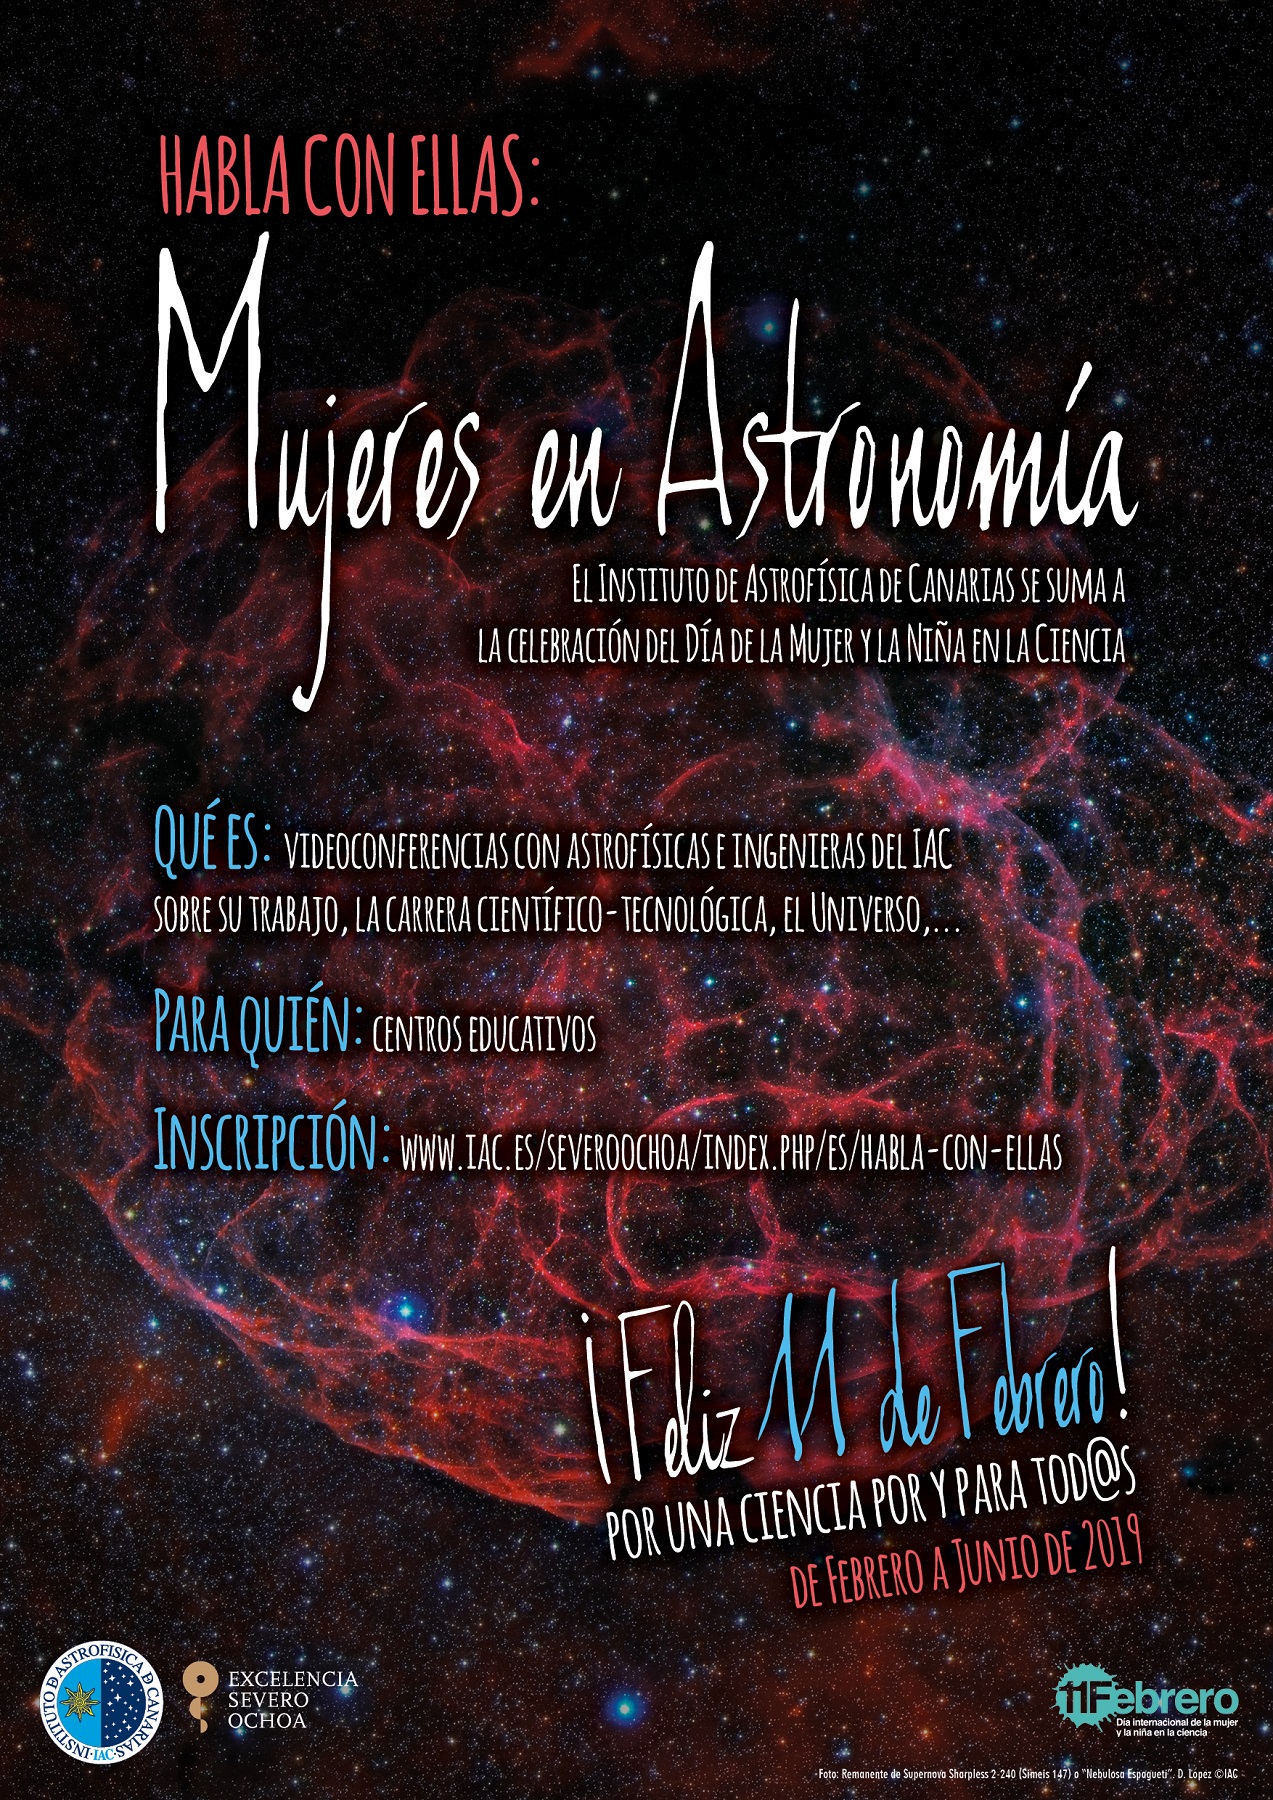 HABLA CON ELLAS:
Mujeres en Astronomía
El Instituto de Astrofísica de Canarias se suma a
la celebración del Día de la Mujer y la Niña en la Ciencia
Qué es: videoconferencias con astrofísicas e ingenieras del IAC
sobre su trabajo, la carrera científico-tecnológica, el Universo,...
Para quién: centros educativos
Inscripción: www.iac.es/severoochoa/index.php/es/habla-con-ellas
¡Feliz 11 de Febrero!
por una ciencia por y para tod@s
de Febrero a Junio de 2019
INSTITUTO DE ASTROFISICA DE CANARIAS · IAC ·
EXCELENCIA
SEVERO
OCHOA
11Febrero
Día internacional de la mujer
y la niña en la ciencia
Foto: Remanente de Supernova Sharpless 2-240 (Simeis 147) o "Nebulosa Espagueti". D. Lopez ©IAC